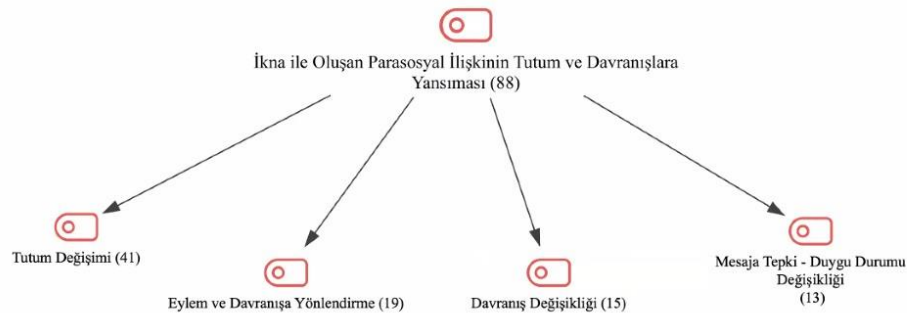 İkna ile Oluşan Parasosyal İlişkinin Tutum ve Davranışlara
Yansıması (88)
Tutum Değişimi (41)
Eylem ve Davranışa Yönlendirme (19)
Davranış Değişikliği (15)
Mesaja Tepki - Duygu Durumu
Değişikliği
(13)